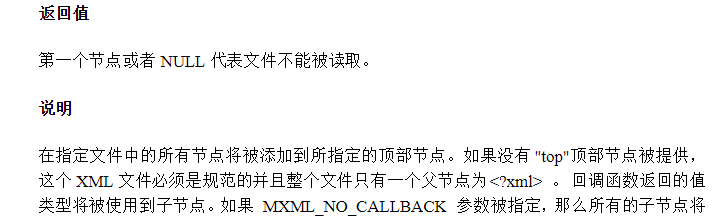 返回值
第一个节点或者 NULL 代表文件不能被读取。
说明
在指定文件中的所有节点将被添加到所指定的顶部节点。如果没有 "top"顶部节点被提供，
这个 XML 文件必须是规范的并且整个文件只有一个父节点为<?xml> 。 回调函数返回的值
类型将被使用到子节点。如果 MXML_NO_CALLBACK 参数被指定，那么所有的子节点将